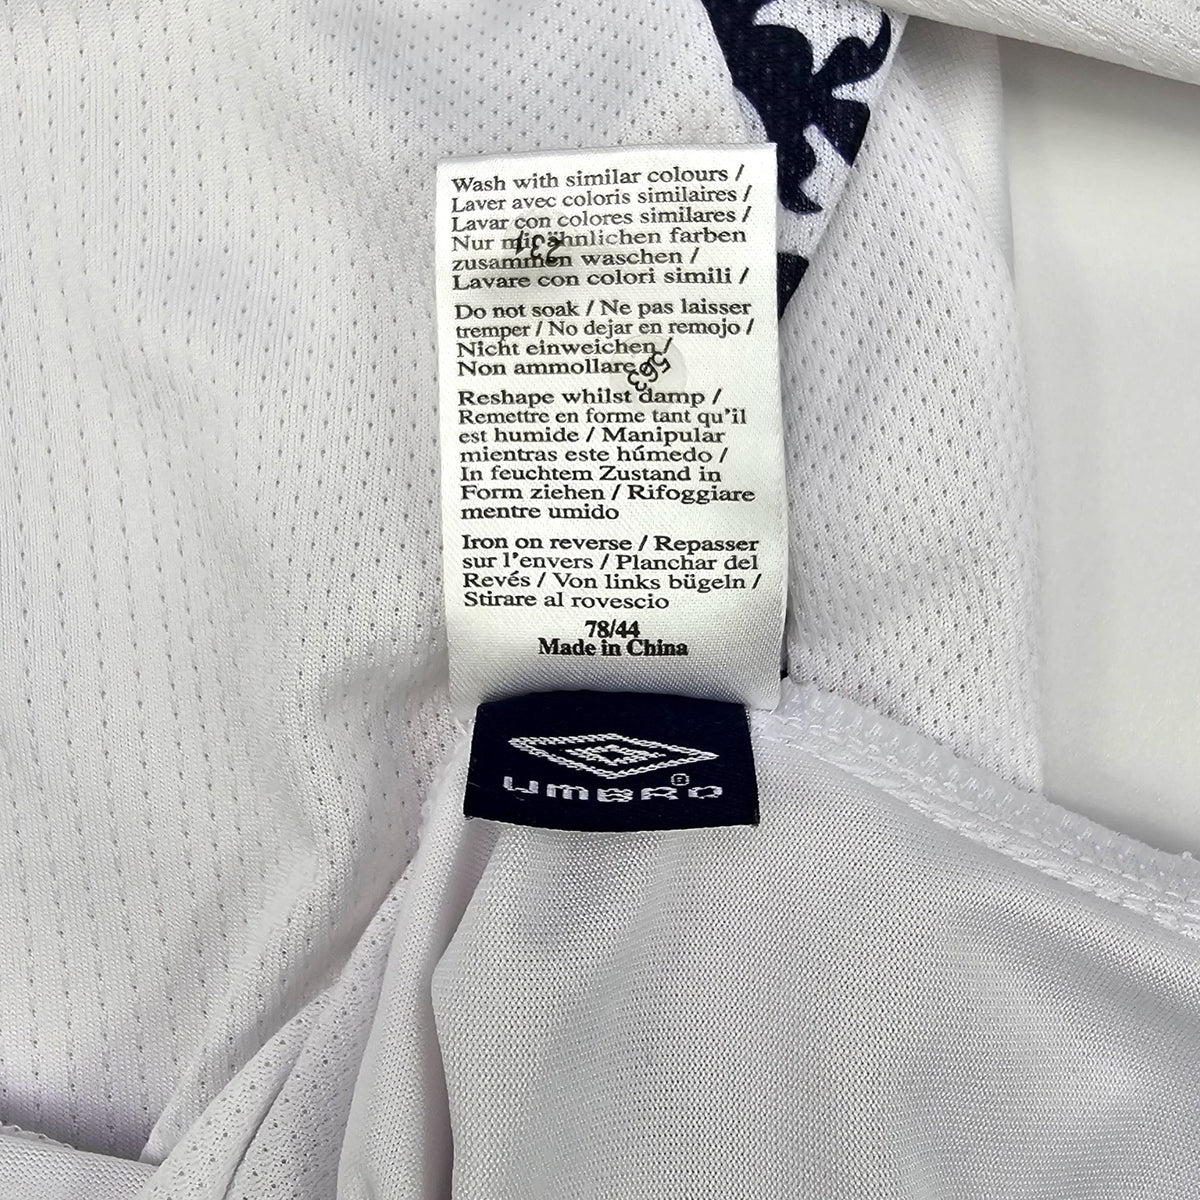 Wash with similar colours /
Laver avec coloris similaires /
Lavar con colores similares /
Nur mit ähnlichen farben
zusammen waschen /
Lavare con colori simili /
Do not soak / Ne pas laisser
tremper / No dejar en remojo /
Nicht einweichen /
Non ammollare
Reshape whilst damp /
Remettre en forme tant qu'il
est humide / Manipular
mientras este húmedo /
In feuchtem Zustand in
Form ziehen / Rifoggiare
mentre umido
Iron on reverse / Repasser
sur l'envers / Planchar del
Revés / Von links bügeln /
Stirare al rovescio
78/44
Made in China
563
UMBRO®